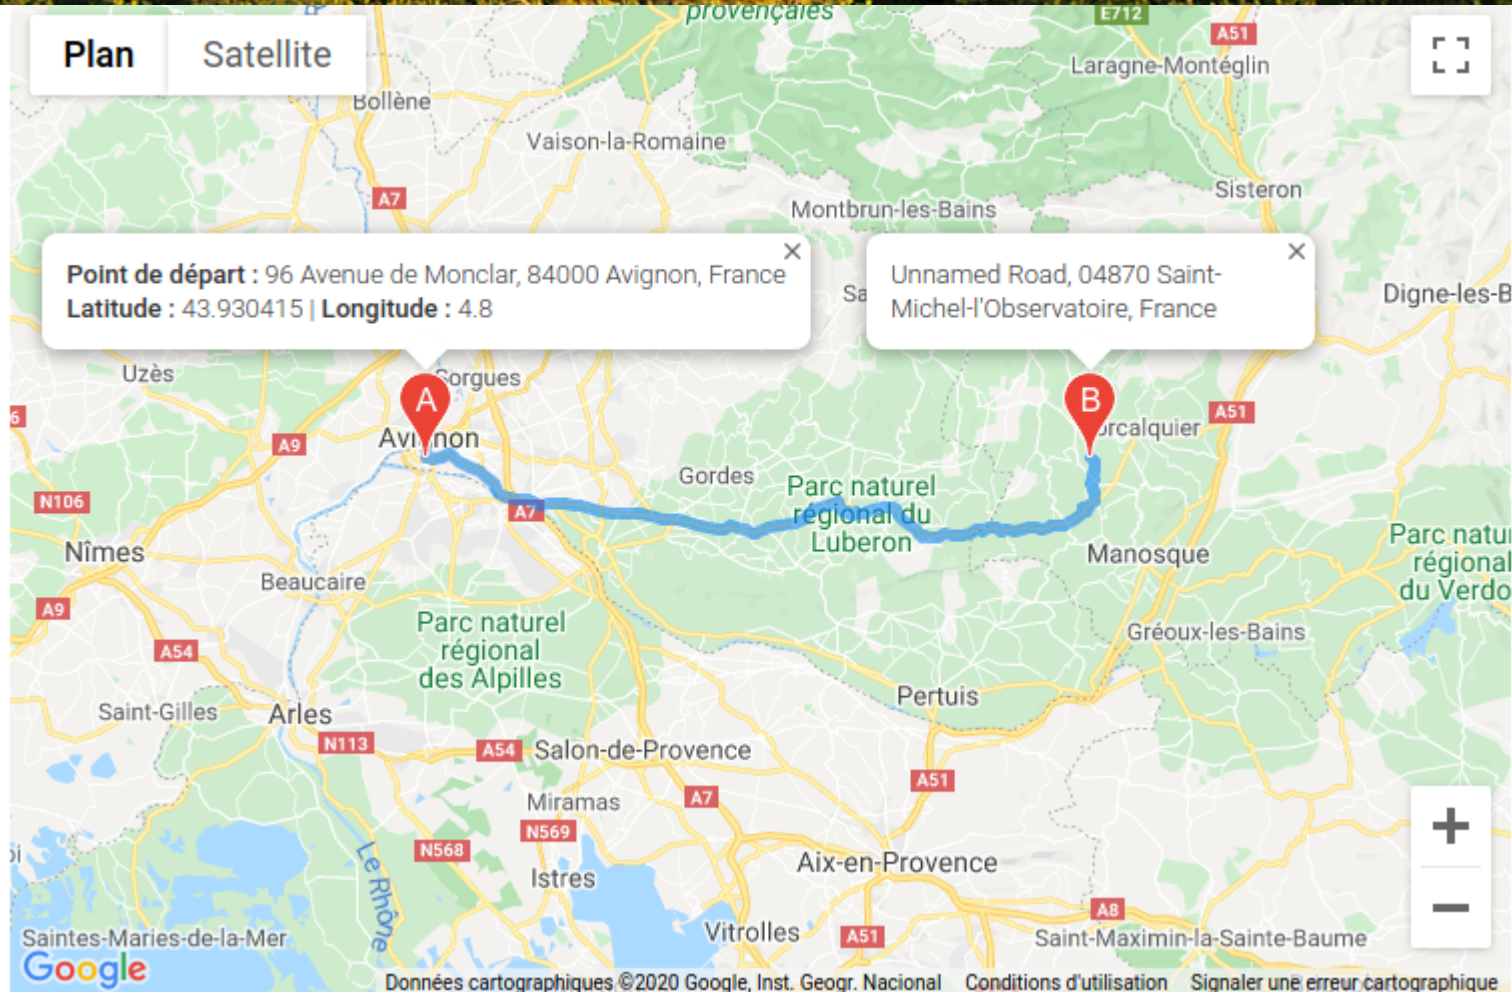 provençales
E712
A51
Plan
Satellite
Laragne-Montéglin
Bollène
Vaison-la-Romaine
Sisteron
A7
Montbrun-les-Bains
Point de départ : 96 Avenue de Monclar, 84000 Avignon, France
Latitude : 43.930415 | Longitude : 4.8
Unnamed Road, 04870 Saint-
Michel-l'Observatoire, France
Sa
Digne-les-B
Uzès
Sorgues
A
B
6
A9
Avignon
A51
orcalquier
N106
Gordes
Parc naturel
régional du
Luberon
A7
Nîmes
Manosque
Parc natu
régional
du Verdo
Beaucaire
A9
Parc naturel
régional
des Alpilles
A54
Gréoux-les-Bains
Saint-Gilles
Arles
Pertuis
N113
A54
Salon-de-Provence
A51
Miramas
A7
N569
N568
Le Rhône
Aix-en-Provence
Istres
A8
Vitrolles
A51
Saint-Maximin-la-Sainte-Baume
Saintes-Maries-de-la-Mer
Google
Données cartographiques ©2020 Google, Inst. Geogr. Nacional
Conditions d'utilisation
Signaler une erreur cartographique